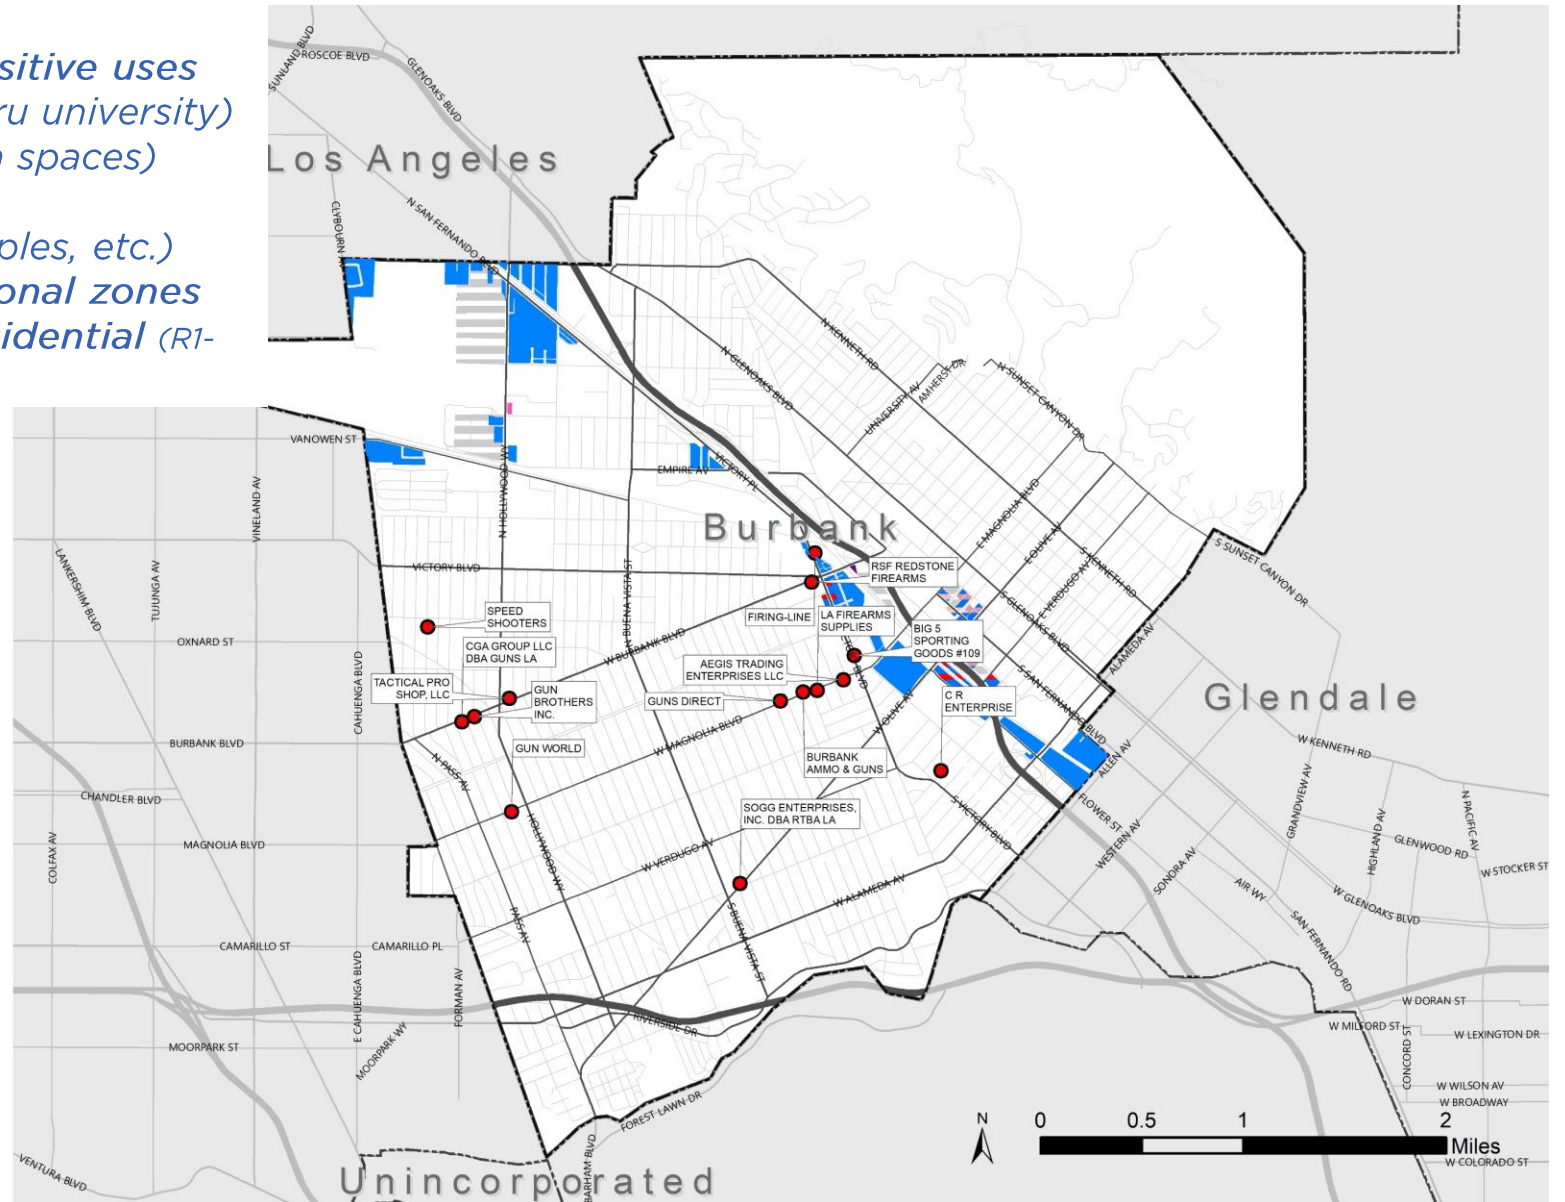 sitive uses
ru university)
n spaces)
ples, etc.)
onal zones
sidential (R1-
SUNLAND BLVD
ROSCOE BLVD
GLENOAKS BLVD
Los Angeles
CLYBOURN AV
N SAN FERNANDO BLVD
N KENNETH RD
N GLENOAKS BLVD
UNIVERSITY AV
AMHERST DR
N SUNSET CANYON DR
VANOWEN ST
VINELAND AV
N HOLLYWOOD WY
EMPIRE AV
VICTORY PL
Burbank
E MAGNOLIA BLVD
E OLIVE AV
S KENNETH RD
E VERDUGO AV
S SUNSET CANYON DR
LANKERSHIM BLVD
TUJUNGA AV
VICTORY BLVD
N BUENA VISTA ST
RSF REDSTONE
FIREARMS
S GLENOAKS BLVD
SPEED
SHOOTERS
FIRING-LINE
LA FIREARMS
SUPPLIES
BIG 5
SPORTING
GOODS #109
OXNARD ST
CGA GROUP LLC
DBA GUNS LA
W BURBANK BLVD
ALAMEDA AV
CAHUENGA BLVD
TACTICAL PRO
SHOP, LLC
GUN
BROTHERS
INC.
AEGIS TRADING
ENTERPRISES LLC
GUNS DIRECT
C R
ENTERPRISE
S SAN FERNANDO BLVD
Glendale
BURBANK BLVD
N PASS AV
GUN WORLD
W MAGNOLIA BLVD
W OLIVE AV
BURBANK
AMMO & GUNS
ALLEN AV
W KENNETH RD
CHANDLER BLVD
SOGG ENTERPRISES,
INC. DBA RTBA LA
S VICTORY BLVD
FLOWER ST
WESTERN AV
GRANDVIEW AV
HIGHLAND AV
N PACIFIC AV
COLFAX AV
MAGNOLIA BLVD
HOLLYWOOD WY
W VERDUGO AV
SONORA AV
GLENWOOD RD
W STOCKER ST
AIR WY
W GLENOAKS BLVD
PASS AV
W ALAMEDA AV
S BUENA VISTA ST
SAN FERNANDO RD
CAMARILLO ST
CAMARILLO PL
E CAHUENGA BLVD
FORMAN AV
RIVERSIDE DR
W DORAN ST
W MILFORD ST
W LEXINGTON DR
MOORPARK ST
MOORPARK WY
CONCORD ST
FOREST LAWN DR
W WILSON AV
W BROADWAY
N
0 0.5 1 2
Miles
W COLORADO ST
VENTURA BLVD
BARHAM BLVD
Unincorporated